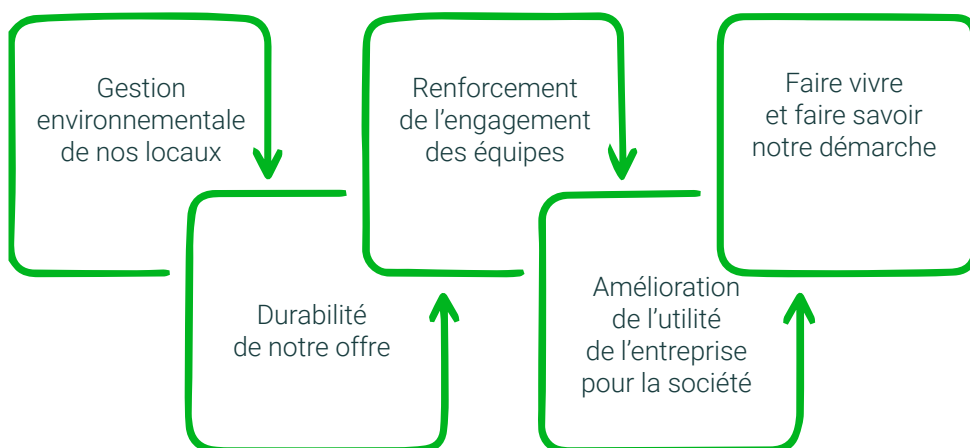 Gestion
environnementale
de nos locaux
Durabilité
de notre offre
Renforcement
de l’engagement
des équipes
Amélioration
de l’utilité
de l’entreprise
pour la société
Faire vivre
et faire savoir
notre démarche